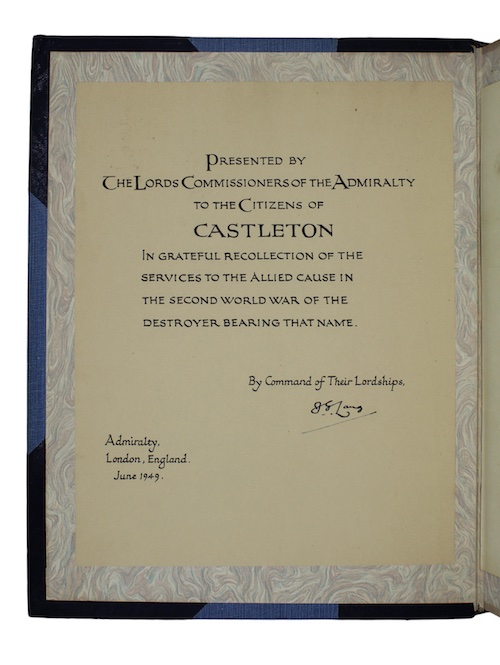 PRESENTED BY
THE LORDS COMMISSIONERS OF THE ADMIRALTY
TO THE CITIZENS OF
CASTLETON
IN GRATEFUL RECOLLECTION OF THE
SERVICES TO THE ALLIED CAUSE IN
THE SECOND WORLD WAR OF THE
DESTROYER BEARING THAT NAME.
By Command of Their Lordships,
J.G. Lang
Admiralty,
London, England.
June 1949.